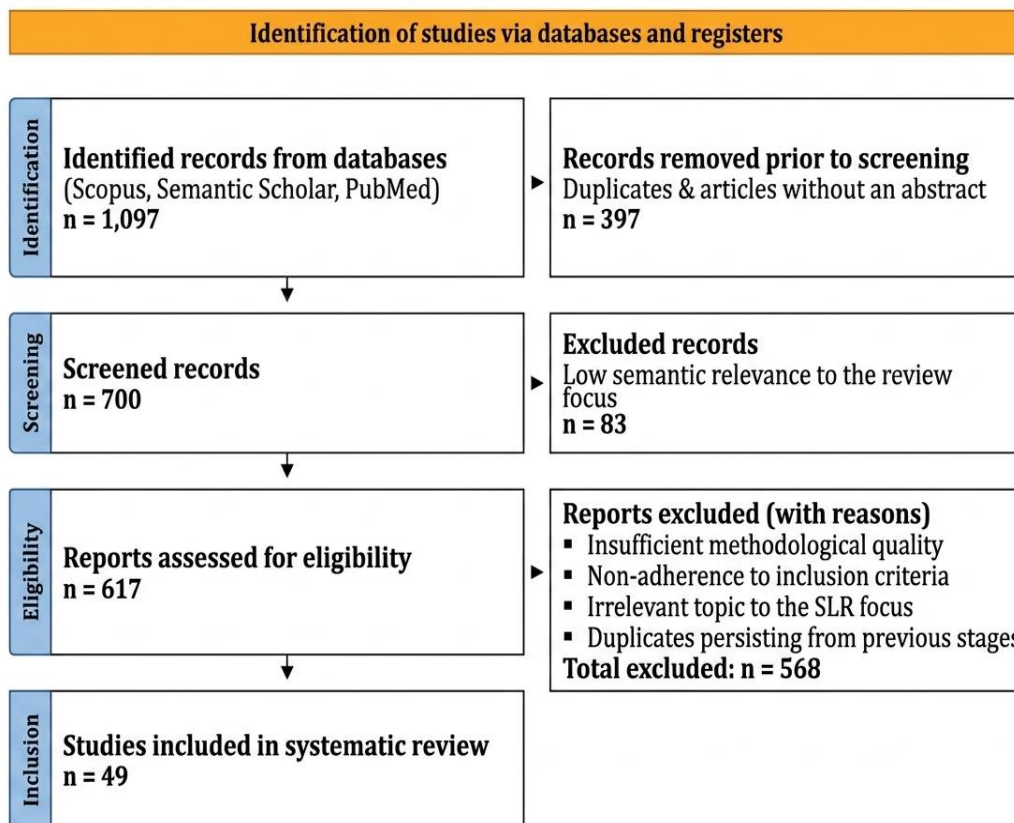 Identification of studies via databases and registers
Identification
Identified records from databases
(Scopus, Semantic Scholar, PubMed)
n = 1,097
Records removed prior to screening
Duplicates & articles without an abstract
n = 397
Screening
Screened records
n = 700
Excluded records
Low semantic relevance to the review
focus
n = 83
Eligibility
Reports assessed for eligibility
n = 617
Reports excluded (with reasons)
▪ Insufficient methodological quality
▪ Non-adherence to inclusion criteria
▪ Irrelevant topic to the SLR focus
▪ Duplicates persisting from previous stages
Total excluded: n = 568
Inclusion
Studies included in systematic review
n = 49